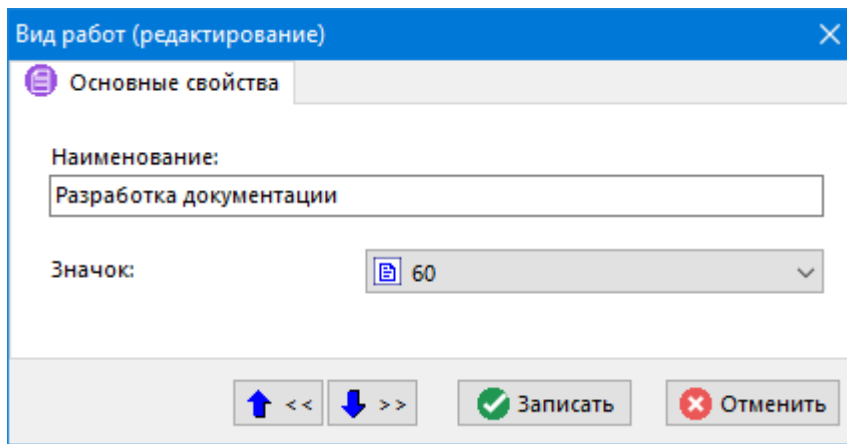 Вид работ (редактирование)
Основные свойства
Наименование:
Разработка документации
Значок: 60
<< >> Записать Отменить